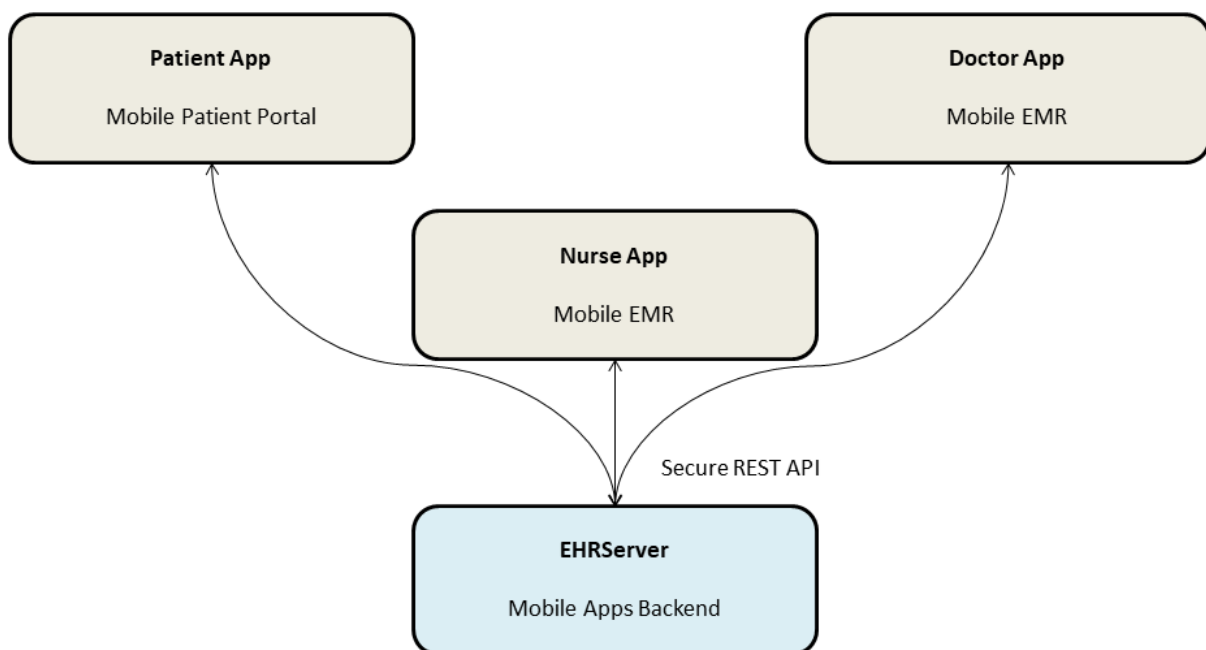 Patient App
Mobile Patient Portal
Doctor App
Mobile EMR
Nurse App
Mobile EMR
Secure REST API
EHRServer
Mobile Apps Backend